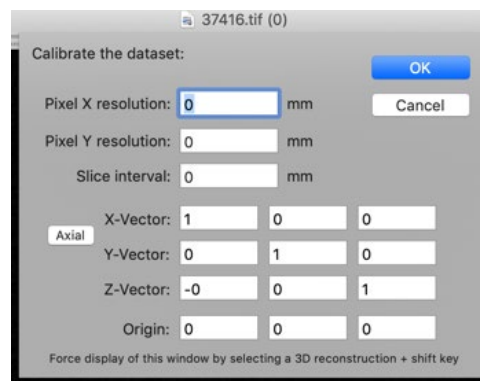 37416.tif (0)
Calibrate the dataset:
OK
Pixel X resolution: 0 mm
Cancel
Pixel Y resolution: 0 mm
Slice interval: 0 mm
X-Vector: 1 0 0
Axial
Y-Vector: 0 1 0
Z-Vector: -0 0 1
Origin: 0 0 0
Force display of this window by selecting a 3D reconstruction + shift key